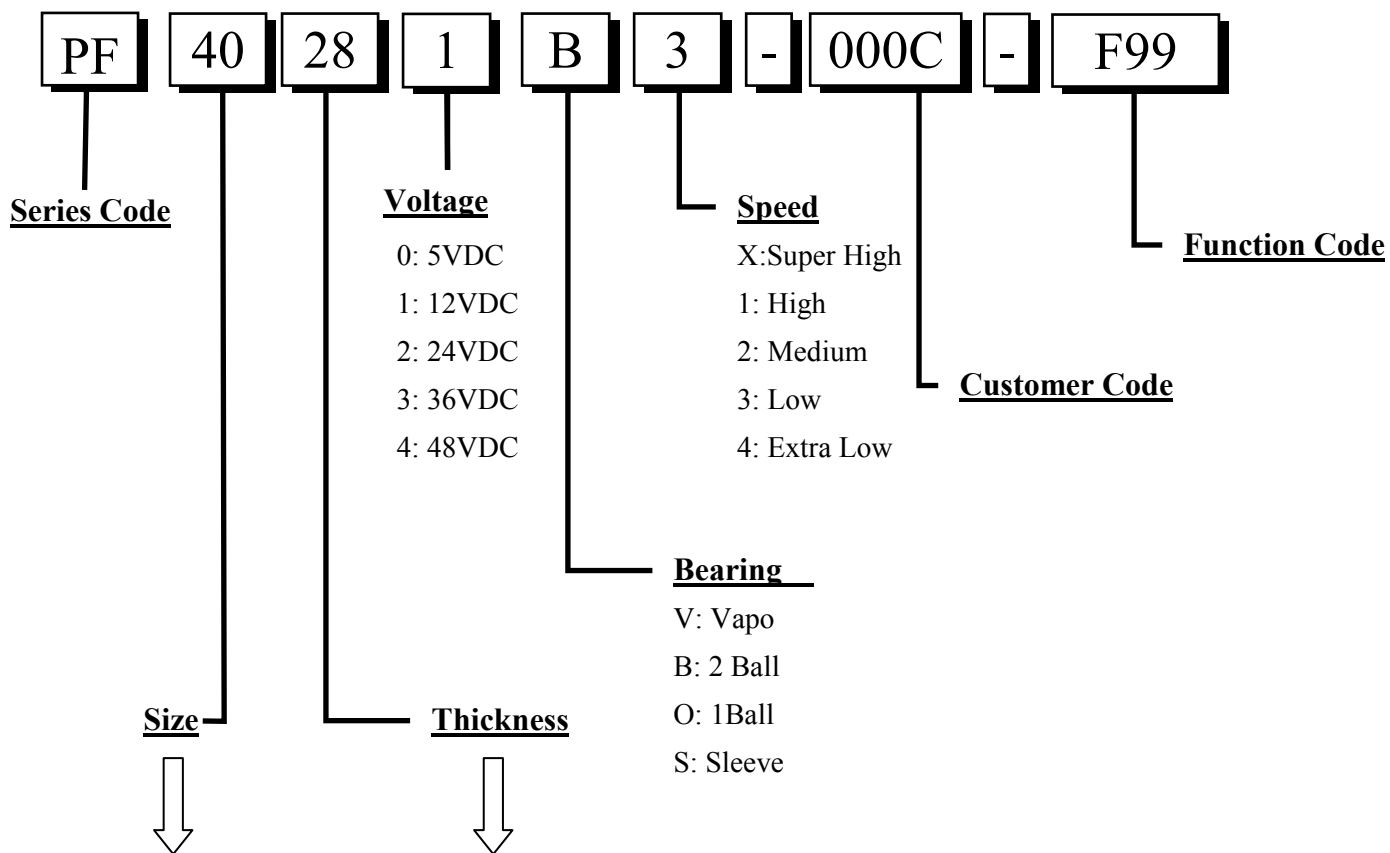 PF 40 28 1 B 3 - 000C - F99
Series Code
Voltage
0: 5VDC
1: 12VDC
2: 24VDC
3: 36VDC
4: 48VDC
Speed
X:Super High
1: High
2: Medium
3: Low
4: Extra Low
Function Code
Customer Code
Bearing
V: Vapo
B: 2 Ball
O: 1Ball
S: Sleeve
Size
Thickness